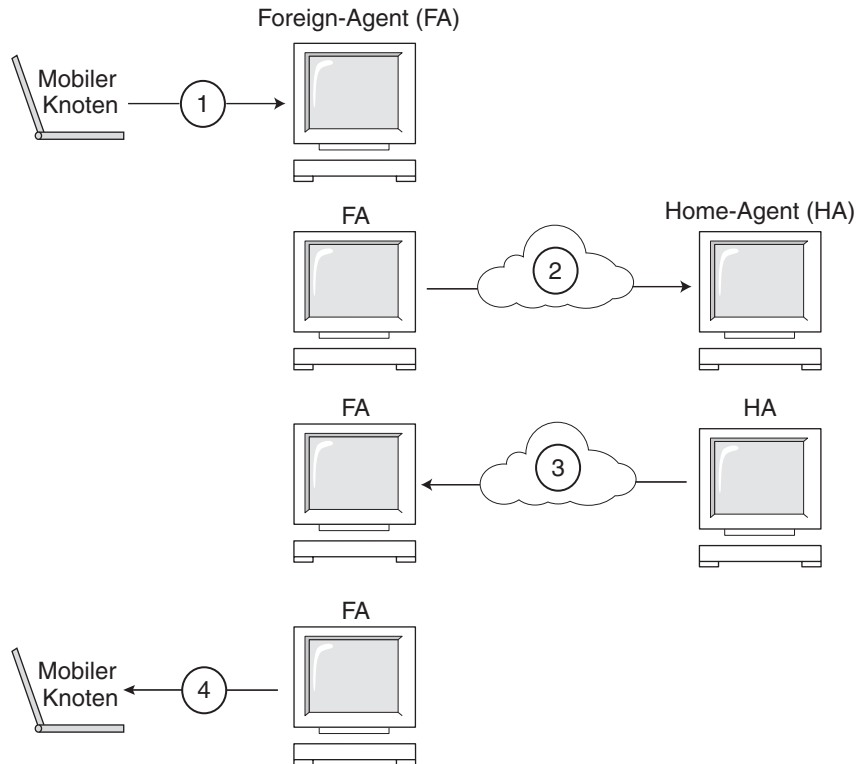 Foreign-Agent (FA)
Mobiler
Knoten
1
FA
Home-Agent (HA)
2
FA
HA
3
FA
Mobiler
Knoten
4